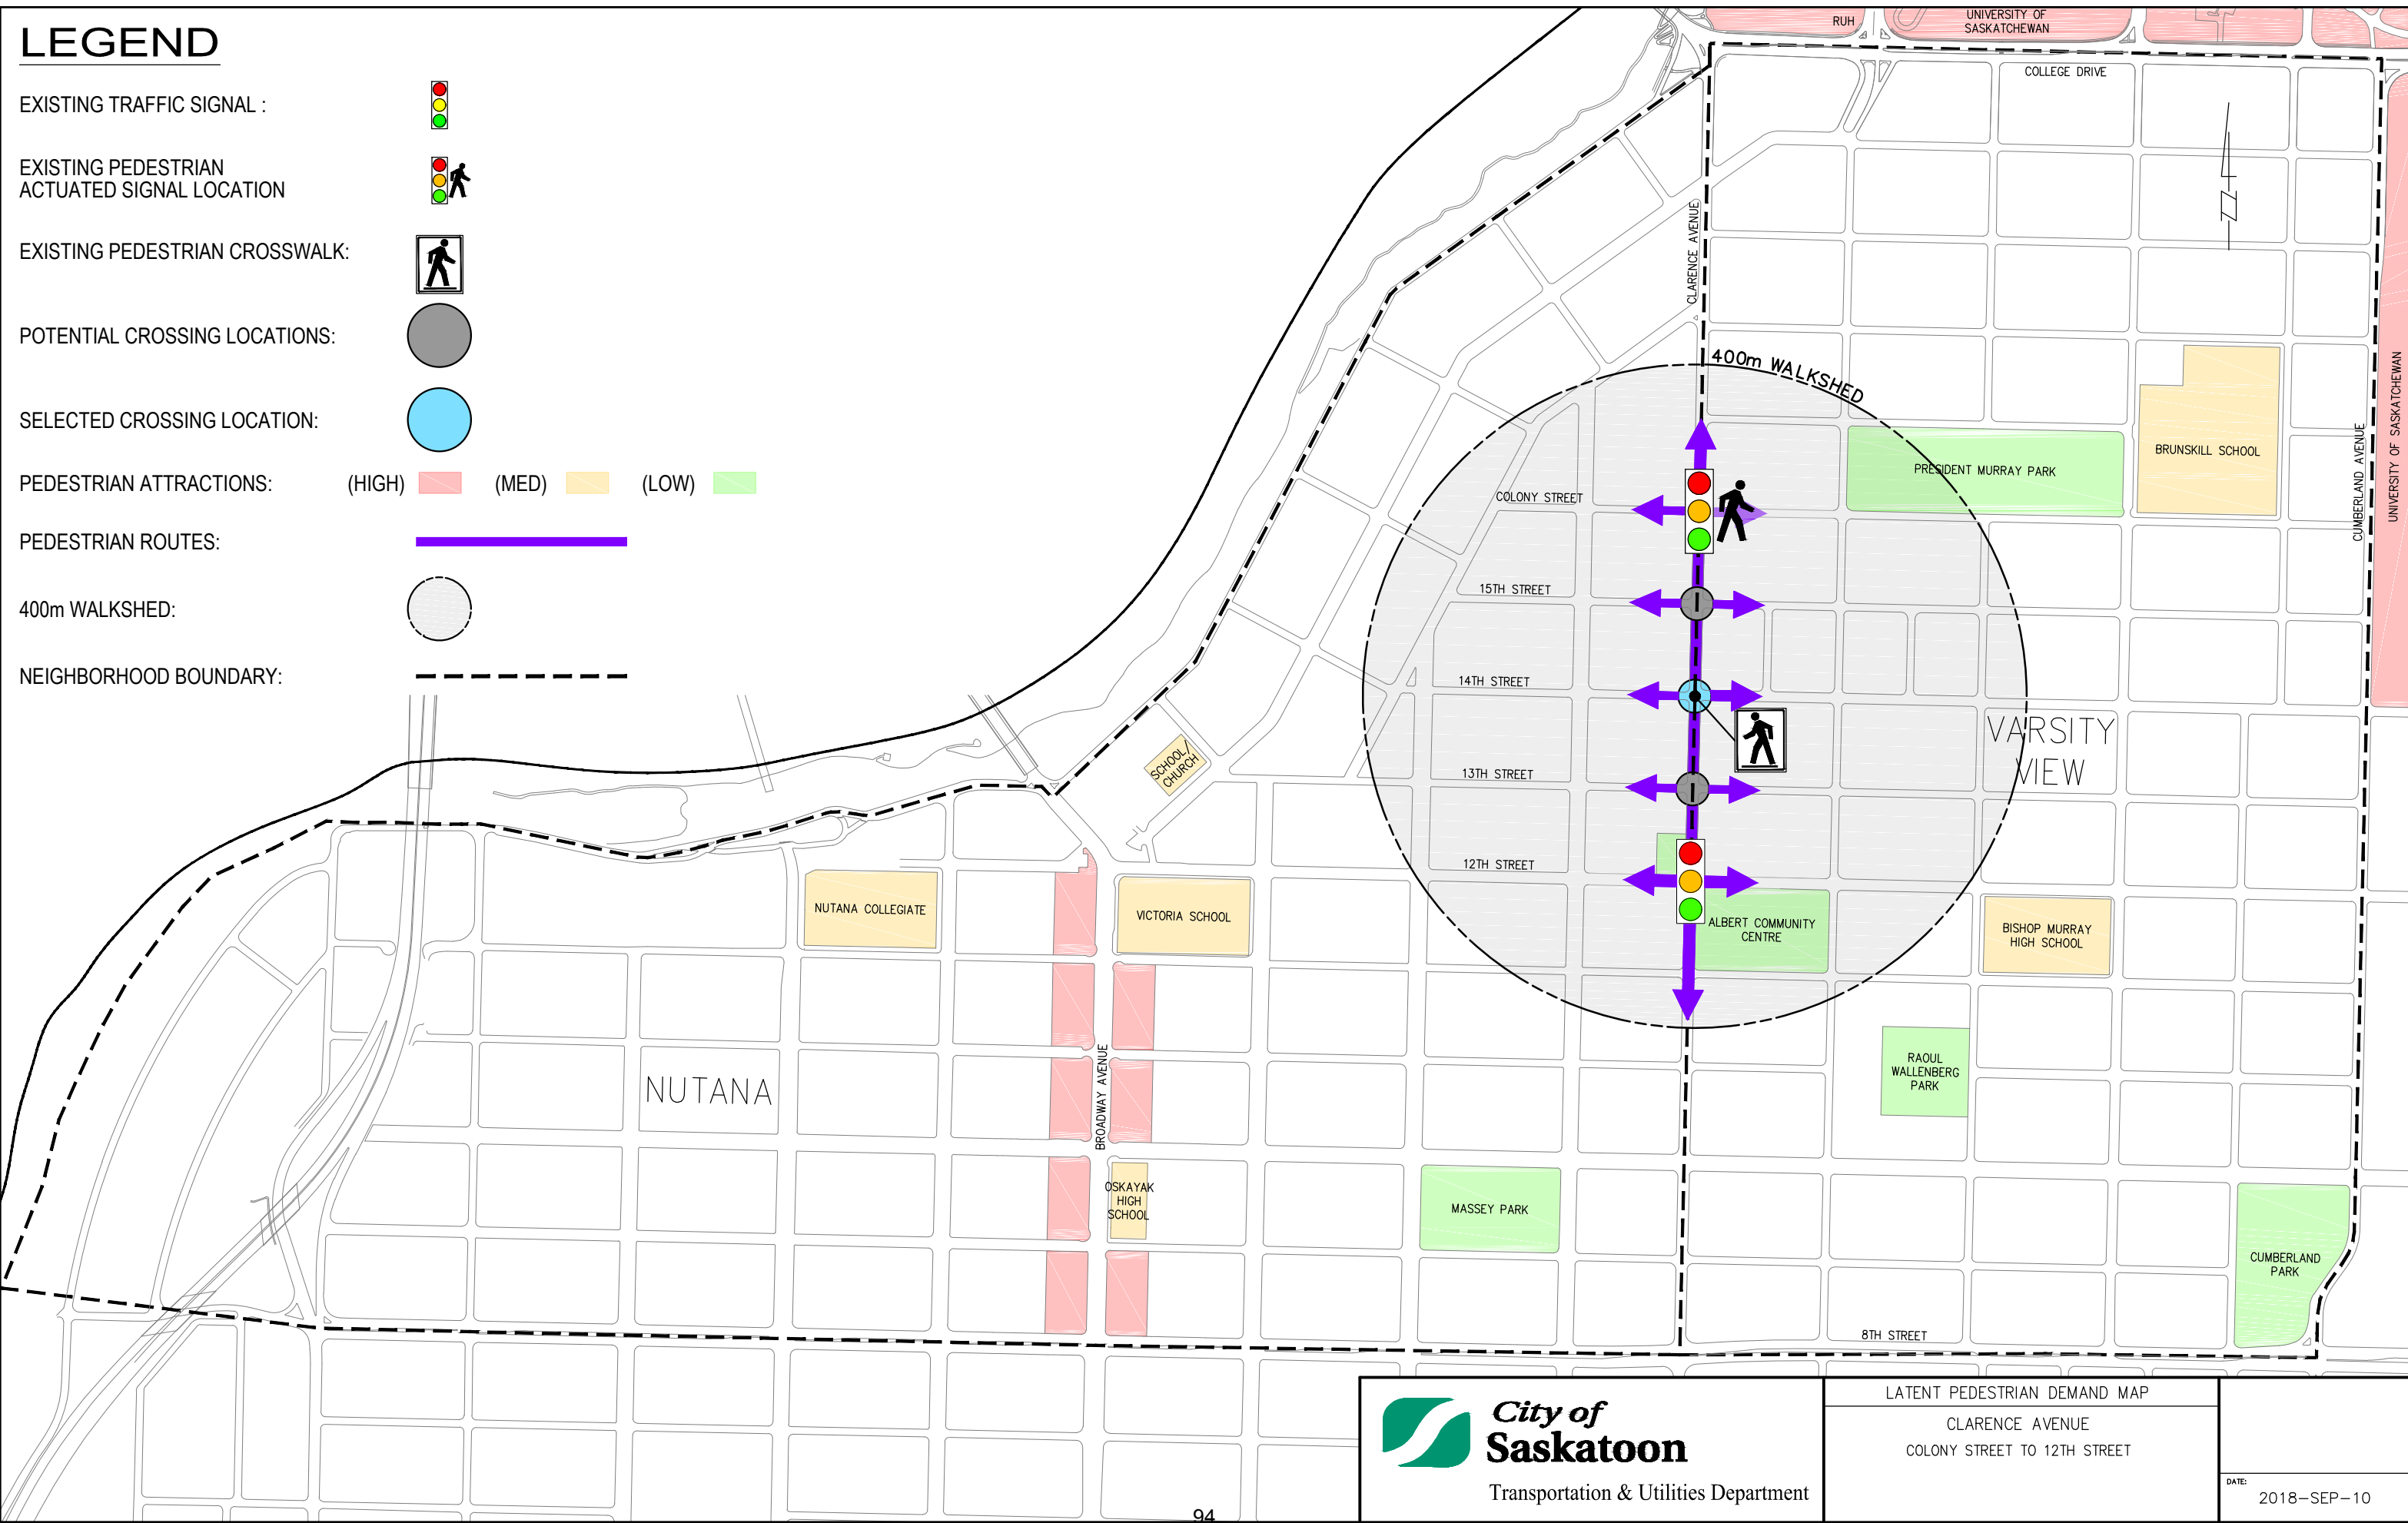 LEGEND
EXISTING TRAFFIC SIGNAL :
EXISTING PEDESTRIAN
ACTUATED SIGNAL LOCATION
EXISTING PEDESTRIAN CROSSWALK:
POTENTIAL CROSSING LOCATIONS:
SELECTED CROSSING LOCATION:
PEDESTRIAN ATTRACTIONS: (HIGH) (MED) (LOW)
PEDESTRIAN ROUTES:
400m WALKSHED:
NEIGHBORHOOD BOUNDARY:
RUH
UNIVERSITY OF
SASKATCHEWAN
COLLEGE DRIVE
N
CLARENCE AVENUE
400m WALKSHED
PRESIDENT MURRAY PARK
BRUNSKILL SCHOOL
CUMBERLAND AVENUE
UNIVERSITY OF SASKATCHEWAN
COLONY STREET
15TH STREET
14TH STREET
13TH STREET
12TH STREET
VARSITY
VIEW
SCHOOL/
CHURCH
NUTANA COLLEGIATE
VICTORIA SCHOOL
ALBERT COMMUNITY
CENTRE
BISHOP MURRAY
HIGH SCHOOL
NUTANA
BROADWAY AVENUE
RAOUL
WALLENBERG
PARK
OSKAYAK
HIGH
SCHOOL
MASSEY PARK
CUMBERLAND
PARK
8TH STREET
City of
Saskatoon
Transportation & Utilities Department
LATENT PEDESTRIAN DEMAND MAP
CLARENCE AVENUE
COLONY STREET TO 12TH STREET
DATE:
2018-SEP-10
94